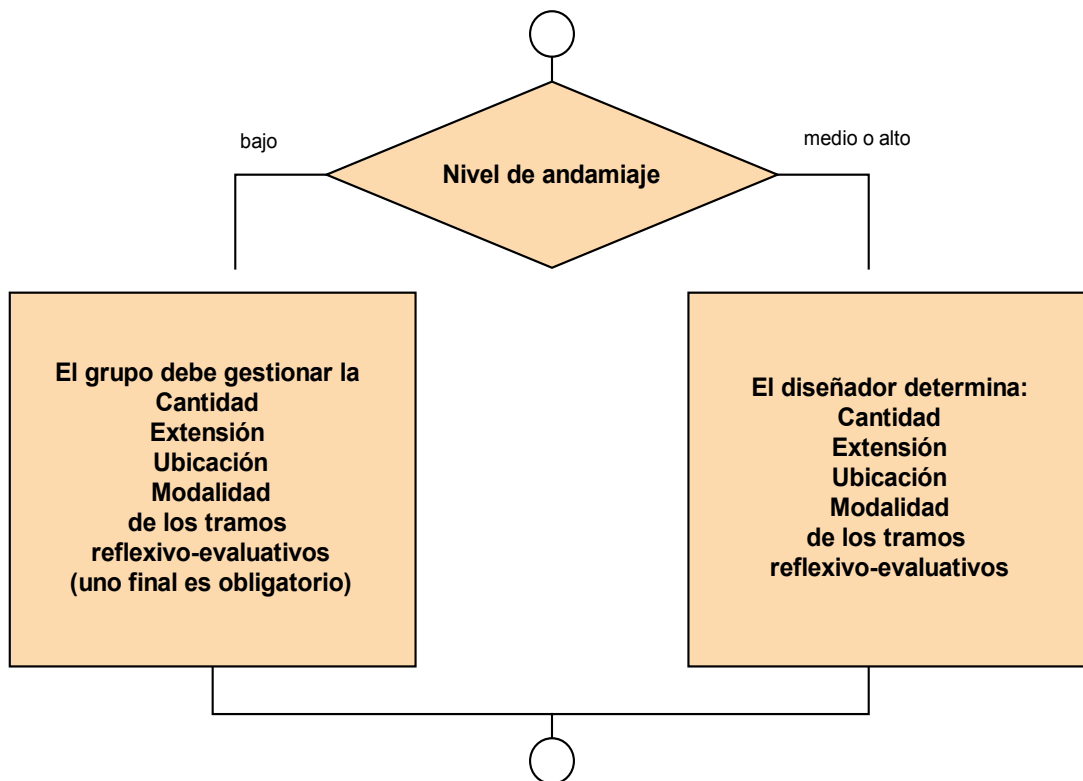 bajo
medio o alto
Nivel de andamiaje
El grupo debe gestionar la
Cantidad
Extensión
Ubicación
Modalidad
de los tramos
reflexivo-evaluativos
(uno final es obligatorio)
El diseñador determina:
Cantidad
Extensión
Ubicación
Modalidad
de los tramos
reflexivo-evaluativos